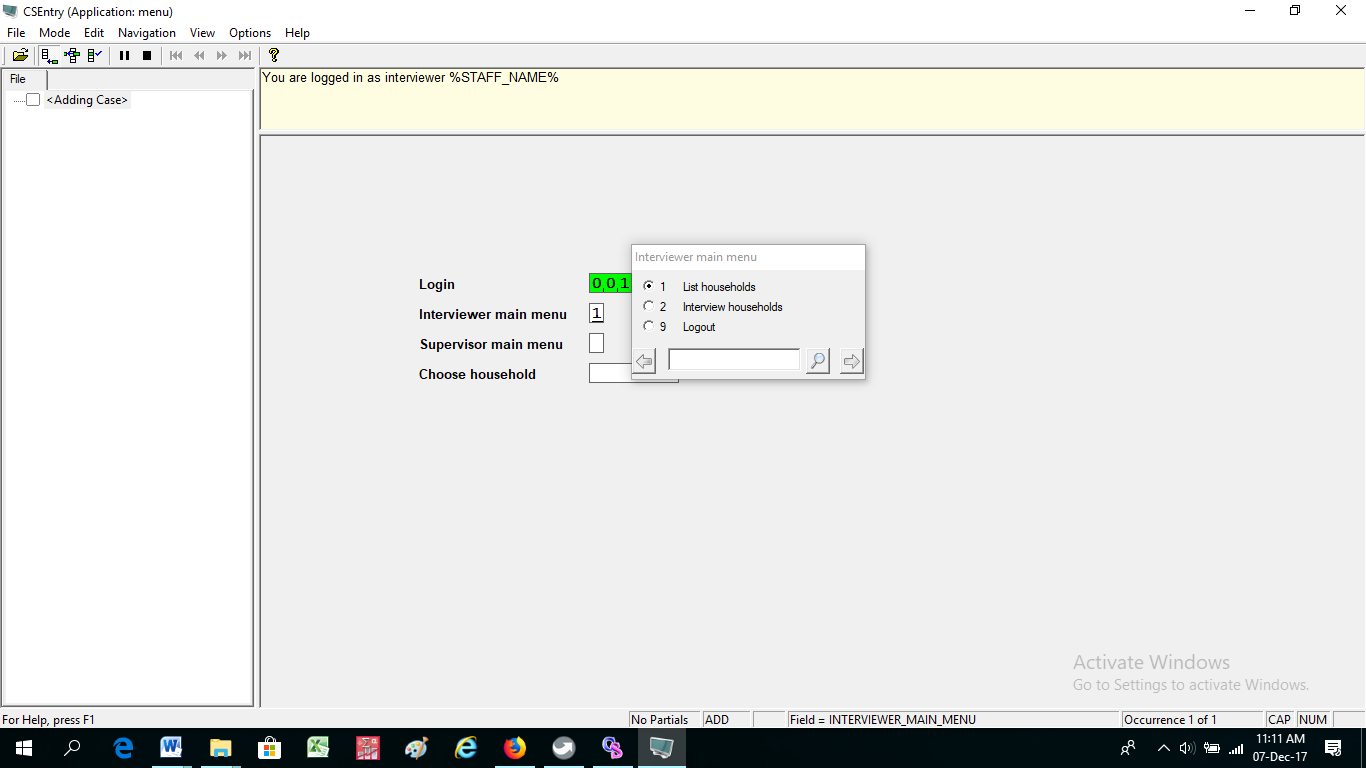 CSEntry (Application: menu)
File Mode Edit Navigation View Options Help
File
<Adding Case>
You are logged in as interviewer %STAFF_NAME%
Login 001
Interviewer main menu 1
Supervisor main menu
Choose household
Interviewer main menu
1 List households
2 Interview households
9 Logout
Activate Windows
Go to Settings to activate Windows.
For Help, press F1
No Partials ADD Field = INTERVIEWER_MAIN_MENU Occurrence 1 of 1 CAP NUM
11:11 AM
07-Dec-17